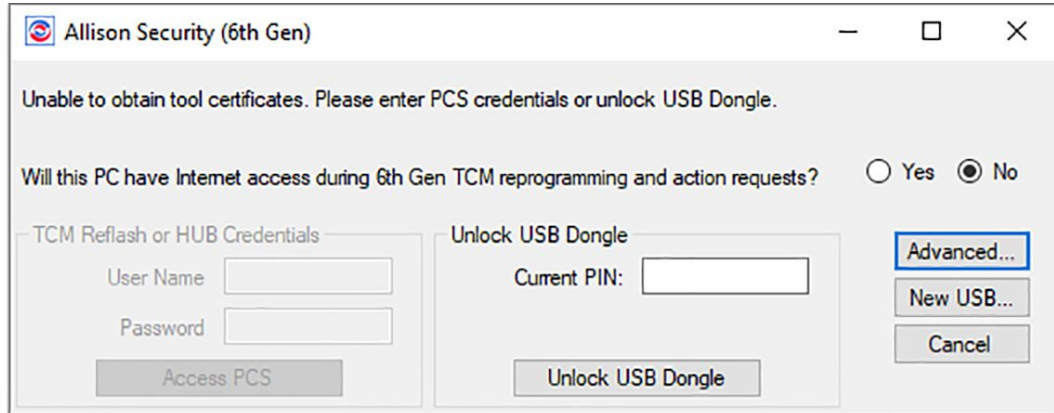 Allison Security (6th Gen)
Unable to obtain tool certificates. Please enter PCS credentials or unlock USB Dongle.
Will this PC have Internet access during 6th Gen TCM reprogramming and action requests?
Yes
No
TCM Reflash or HUB Credentials
User Name
Password
Access PCS
Unlock USB Dongle
Current PIN:
Unlock USB Dongle
Advanced...
New USB...
Cancel